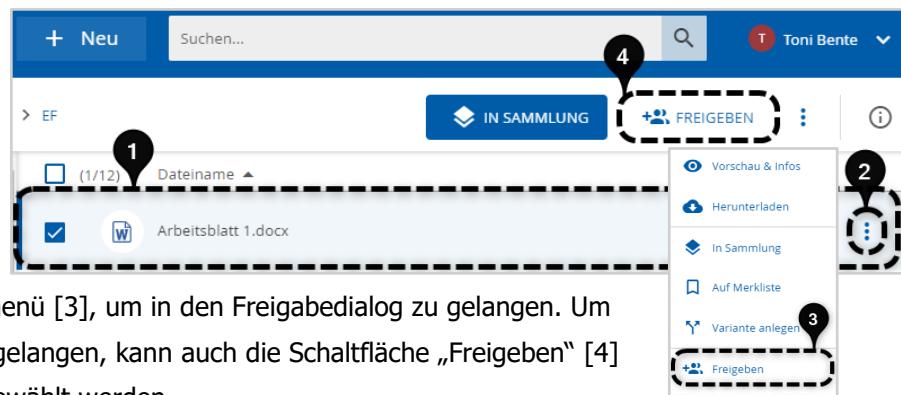 + Neu
Suchen...
T Toni Bente
4
> EF
IN SAMMLUNG
FREIGEBEN
1
(1/12) Dateiname
Vorschau & Infos
2
Herunterladen
W Arbeitsblatt 1.docx
In Sammlung
Auf Merkliste
Variante anlegen
3
Freigeben
menü [3], um in den Freigabedialog zu gelangen. Um
gelangen, kann auch die Schaltfläche „Freigeben“ [4]
werden